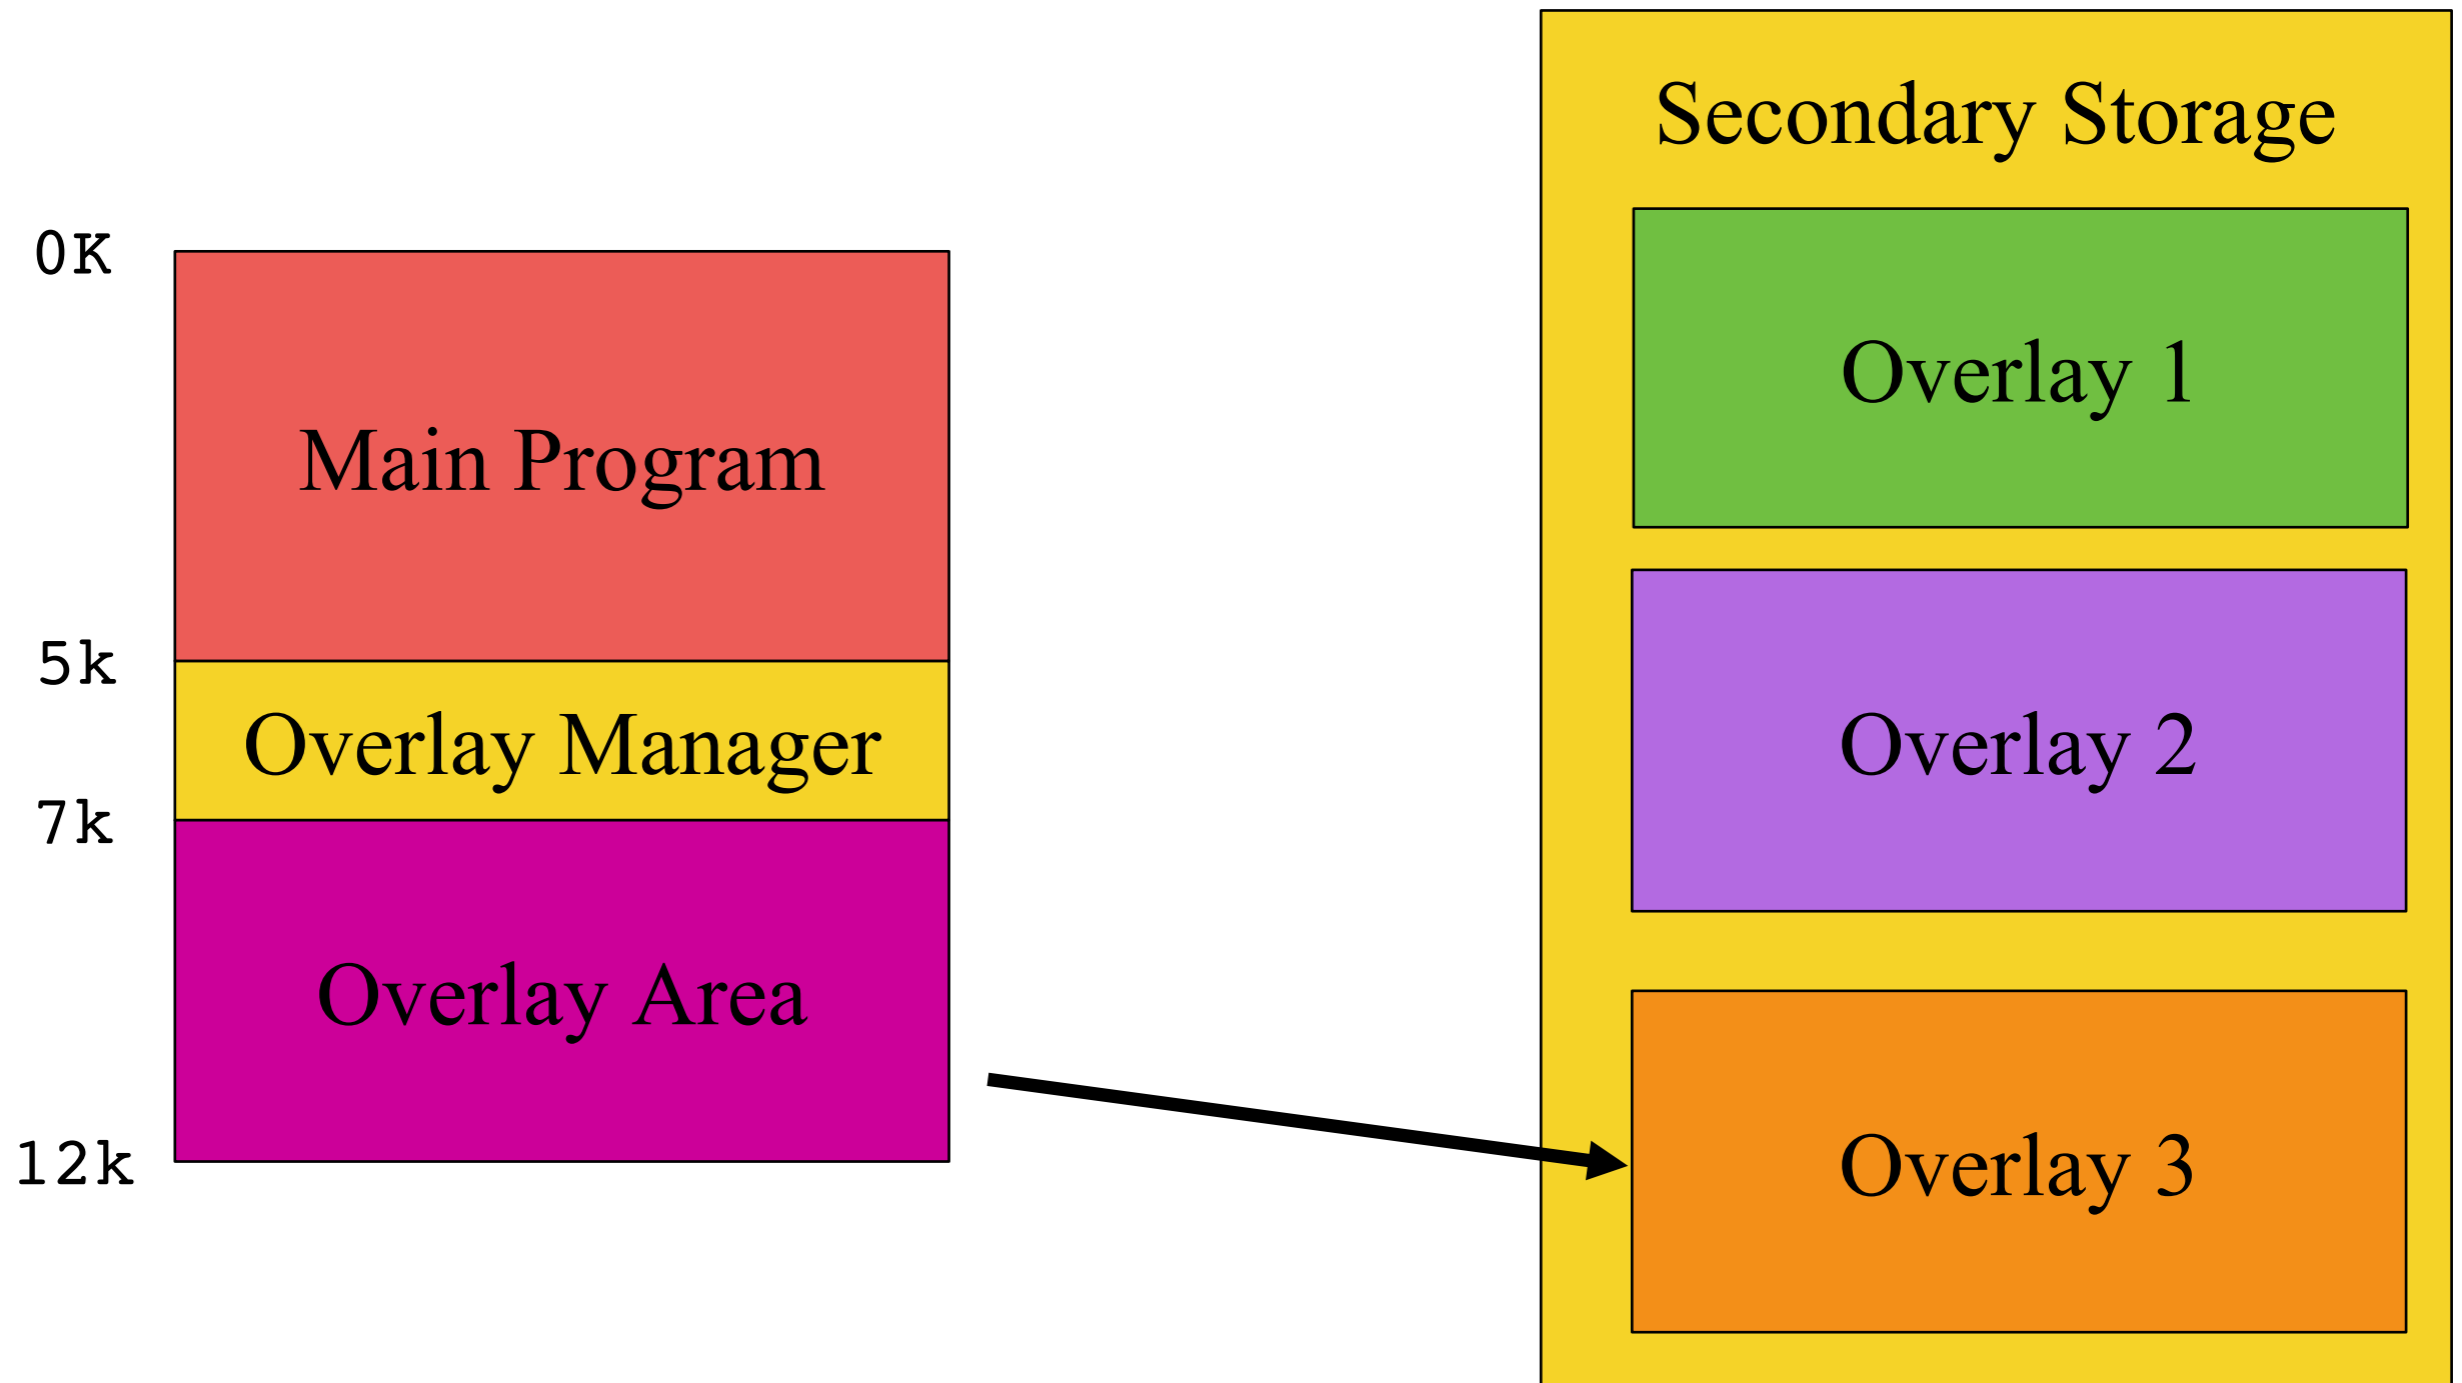 0K
Main Program
5k
Overlay Manager
7k
Overlay Area
12k
Secondary Storage
Overlay 1
Overlay 2
Overlay 3